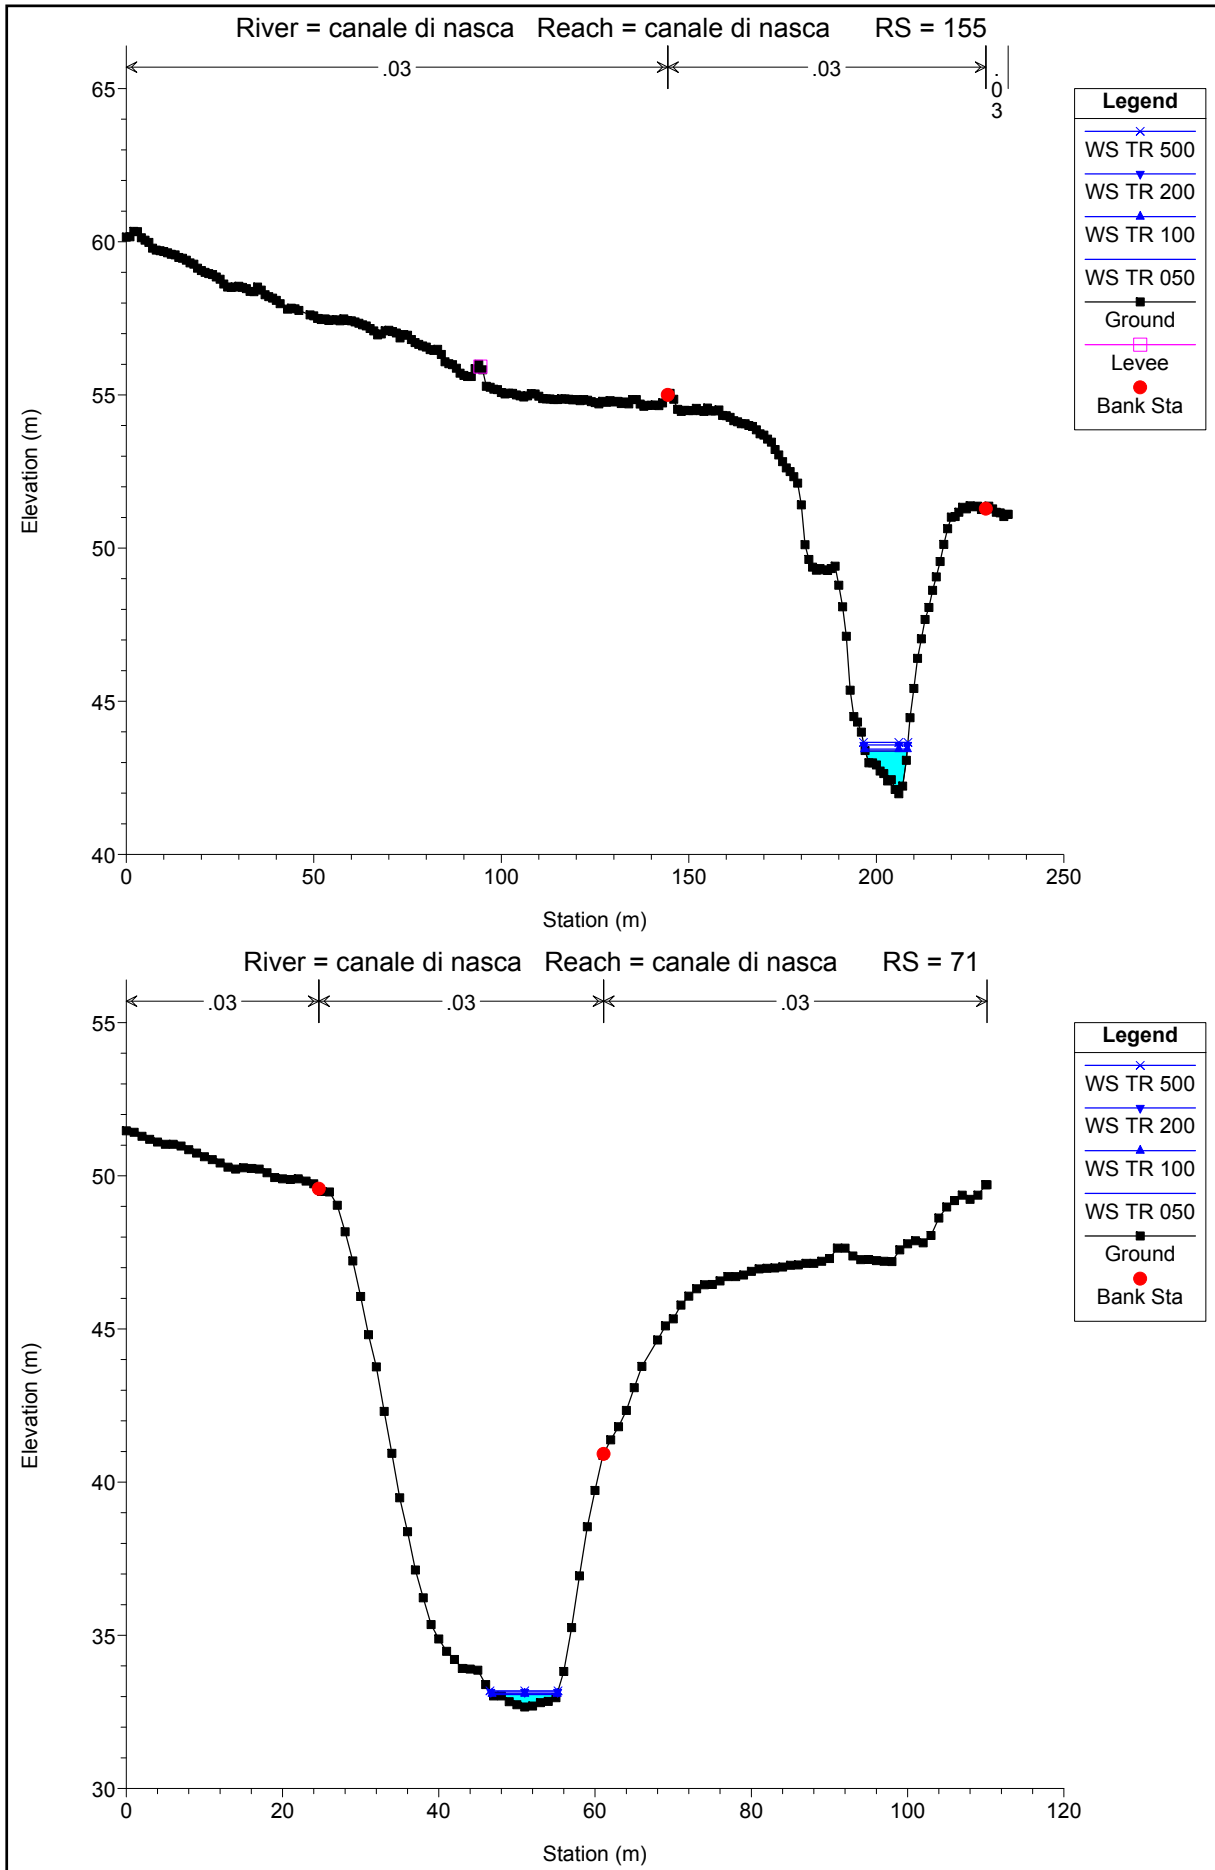 River = canale di nasca   Reach = canale di nasca   RS = 155
.03
.03
.03
65
60
55
50
45
40
Elevation (m)
0
50
100
150
200
250
Station (m)
Legend
WS TR 500
WS TR 200
WS TR 100
WS TR 050
Ground
Levee
Bank Sta
River = canale di nasca   Reach = canale di nasca   RS = 71
.03
.03
.03
55
50
45
40
35
30
Elevation (m)
0
20
40
60
80
100
120
Station (m)
Legend
WS TR 500
WS TR 200
WS TR 100
WS TR 050
Ground
Bank Sta